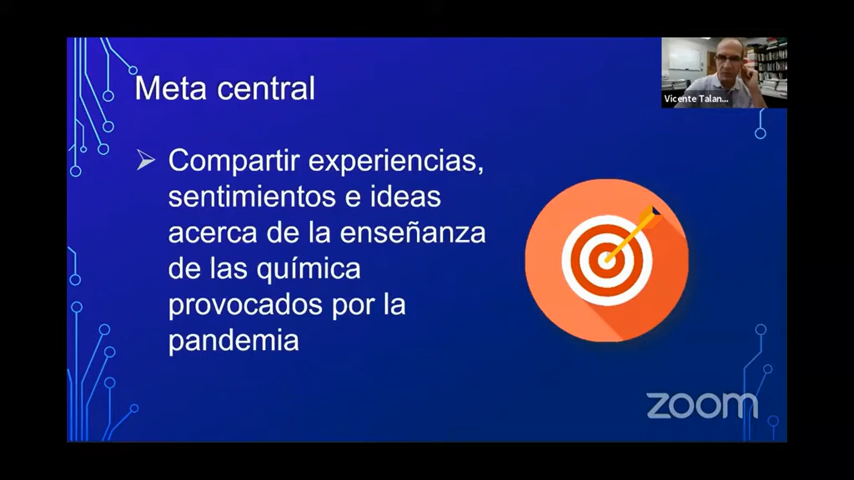 Meta central
Vicente Talan...
Compartir experiencias,
sentimientos e ideas
acerca de la enseñanza
de las química
provocados por la
pandemia
zoom